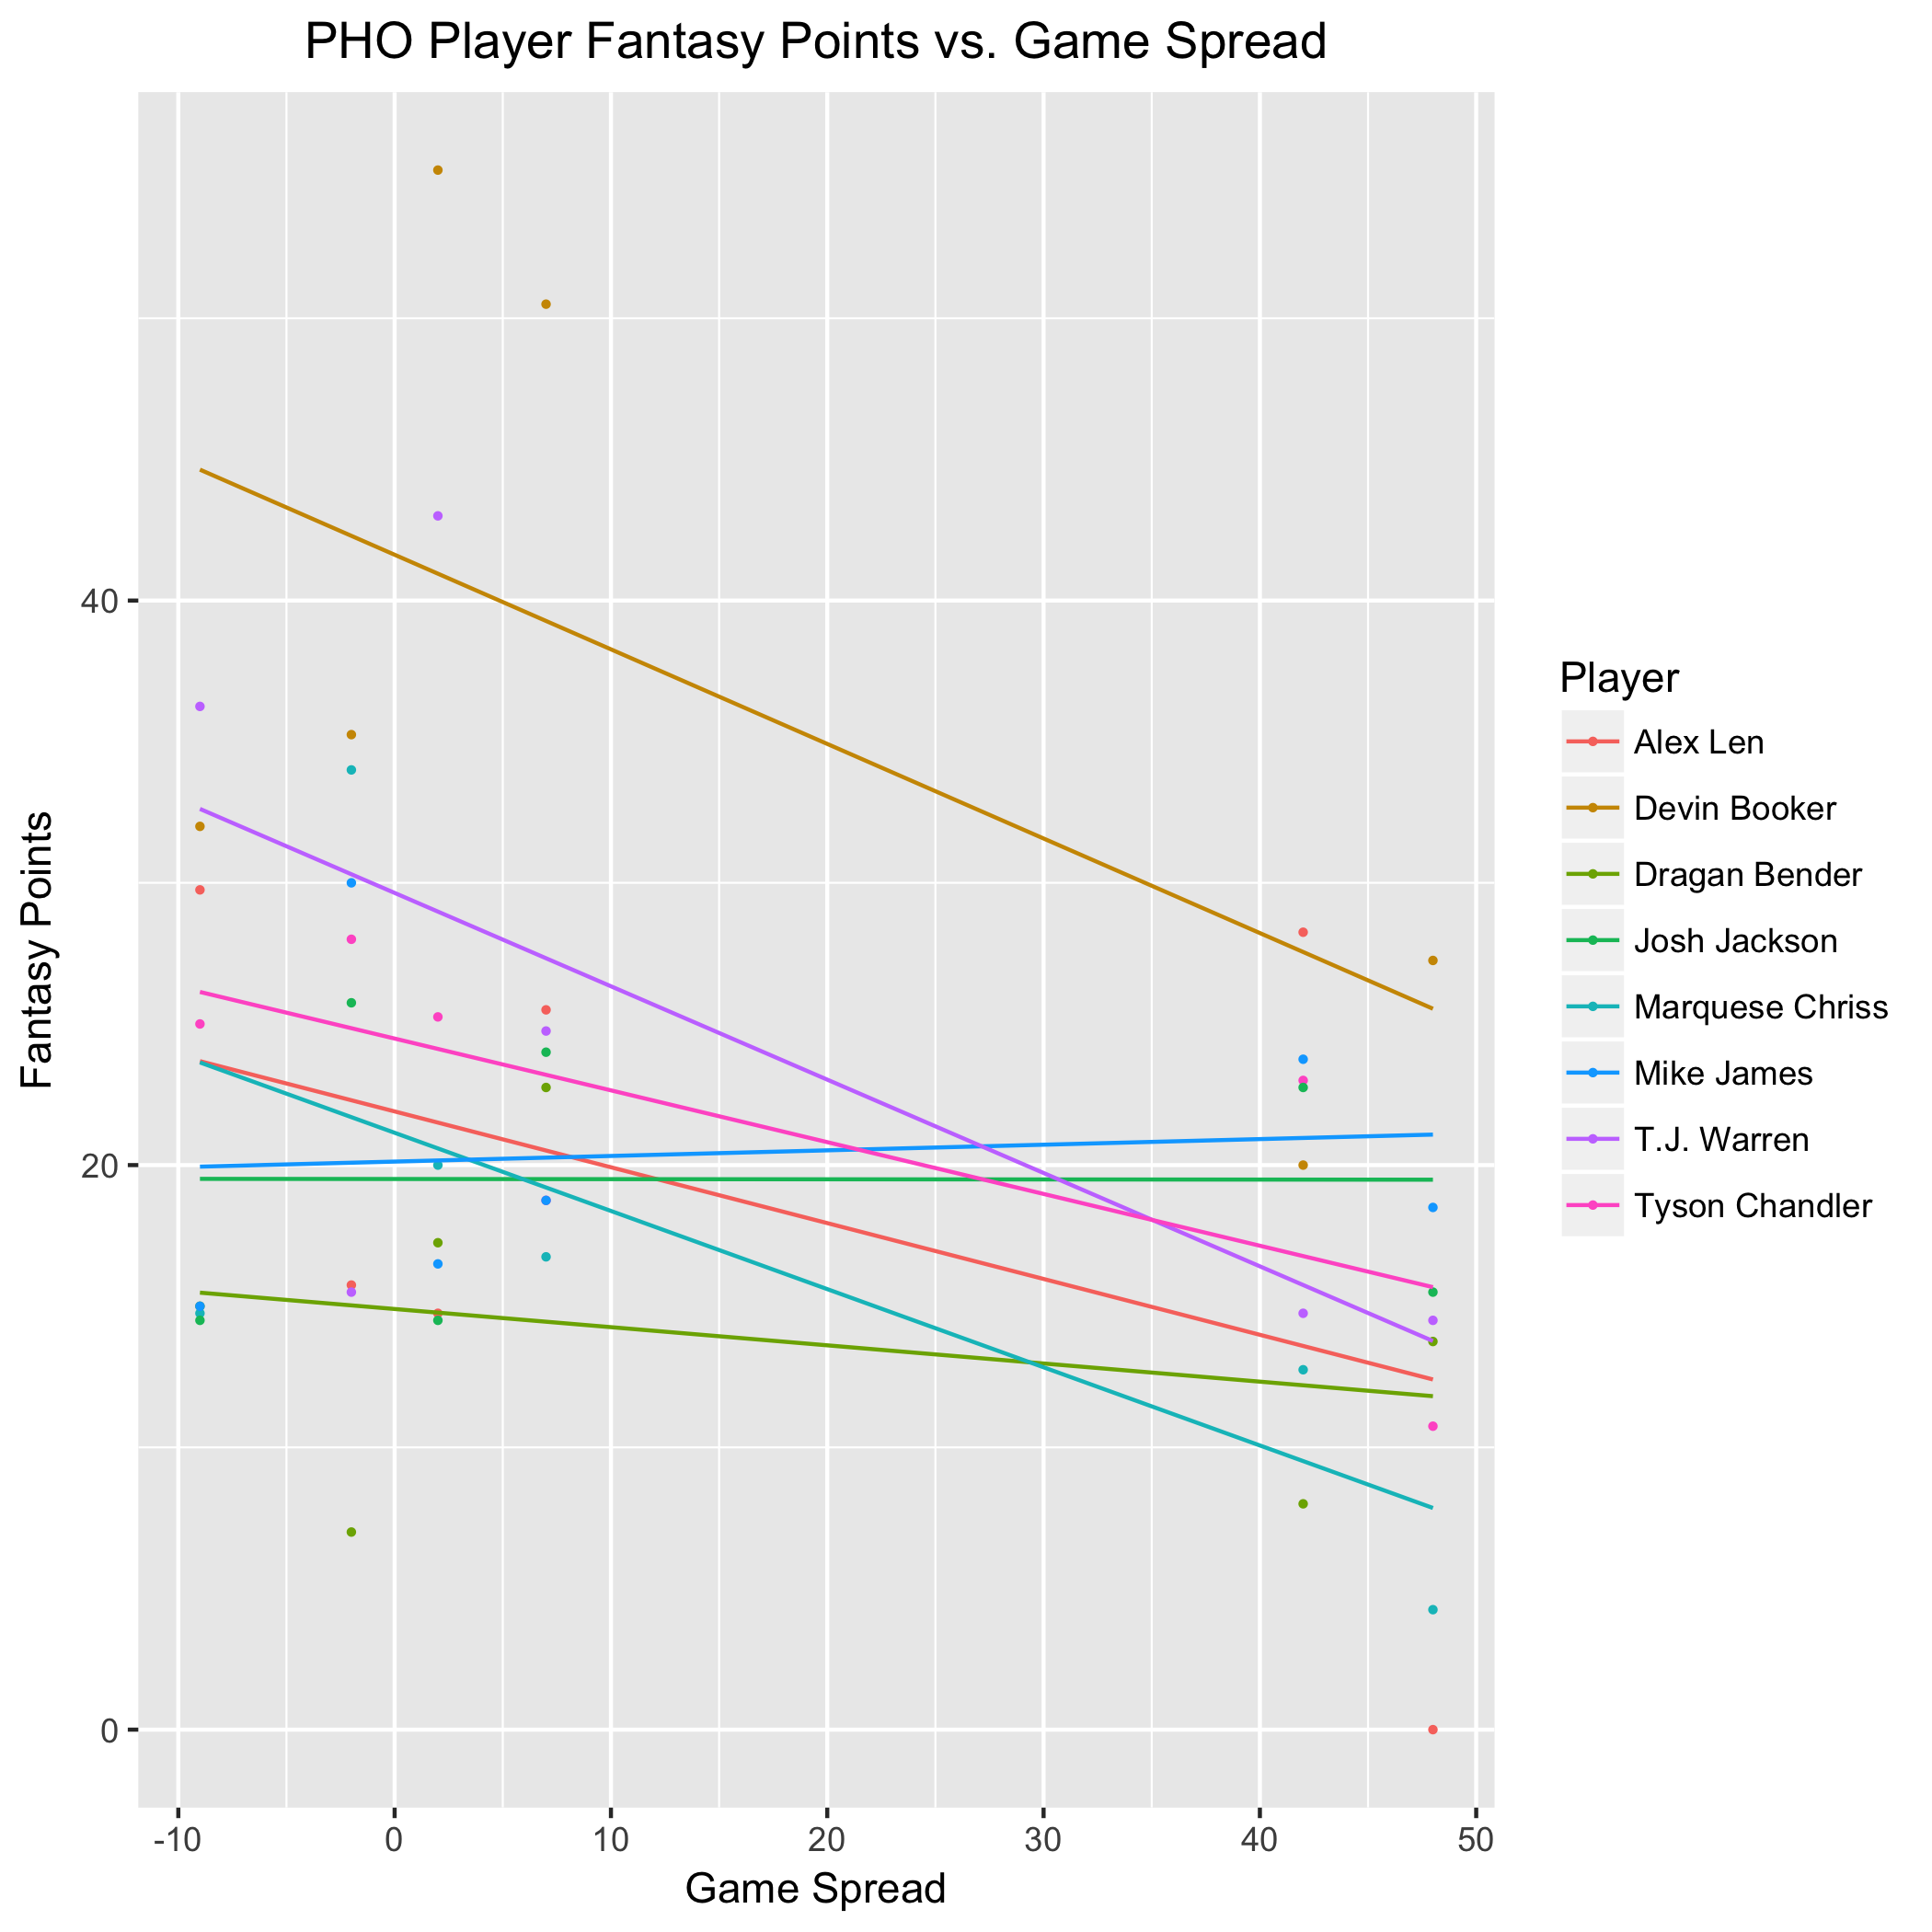 PHO Player Fantasy Points vs. Game Spread
Fantasy Points
40
20
0
-10 0 10 20 30 40 50
Game Spread
Player
Alex Len
Devin Booker
Dragan Bender
Josh Jackson
Marquese Chriss
Mike James
T.J. Warren
Tyson Chandler